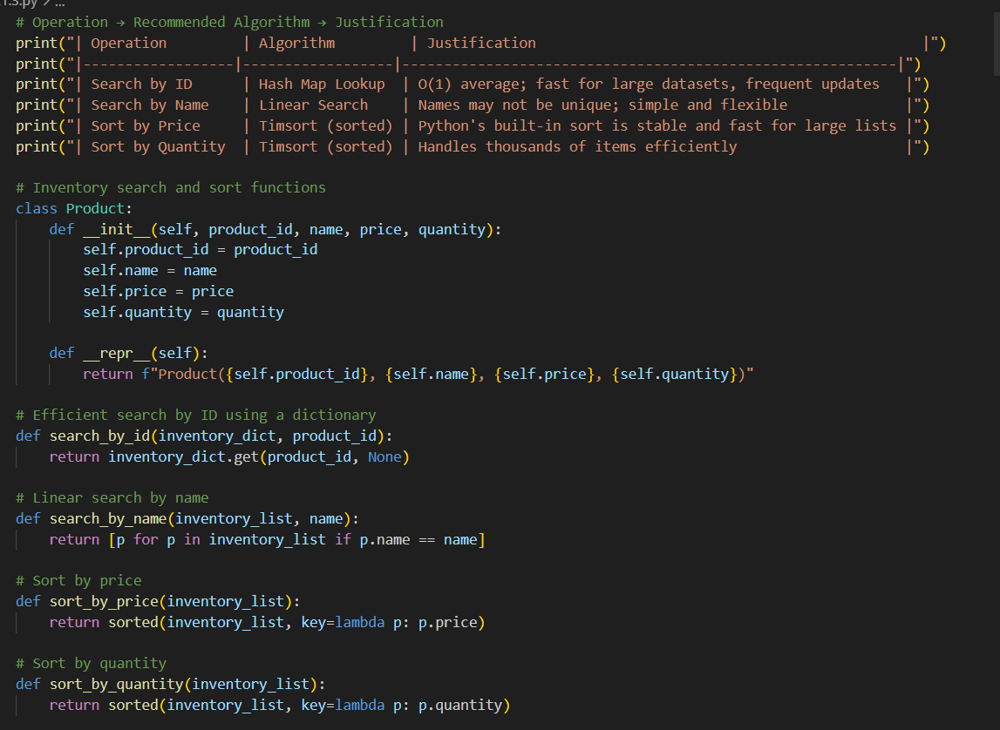 1.3.py > ...
# Operation → Recommended Algorithm → Justification
print("| Operation         | Algorithm         | Justification                                              |")
print("|------------------|------------------|-----------------------------------------------------------|")
print("| Search by ID      | Hash Map Lookup  | O(1) average; fast for large datasets, frequent updates   |")
print("| Search by Name    | Linear Search    | Names may not be unique; simple and flexible              |")
print("| Sort by Price     | Timsort (sorted) | Python's built-in sort is stable and fast for large lists |")
print("| Sort by Quantity  | Timsort (sorted) | Handles thousands of items efficiently                    |")
# Inventory search and sort functions
class Product:
    def __init__(self, product_id, name, price, quantity):
        self.product_id = product_id
        self.name = name
        self.price = price
        self.quantity = quantity
    def __repr__(self):
        return f"Product({self.product_id}, {self.name}, {self.price}, {self.quantity})"
# Efficient search by ID using a dictionary
def search_by_id(inventory_dict, product_id):
    return inventory_dict.get(product_id, None)
# Linear search by name
def search_by_name(inventory_list, name):
    return [p for p in inventory_list if p.name == name]
# Sort by price
def sort_by_price(inventory_list):
    return sorted(inventory_list, key=lambda p: p.price)
# Sort by quantity
def sort_by_quantity(inventory_list):
    return sorted(inventory_list, key=lambda p: p.quantity)